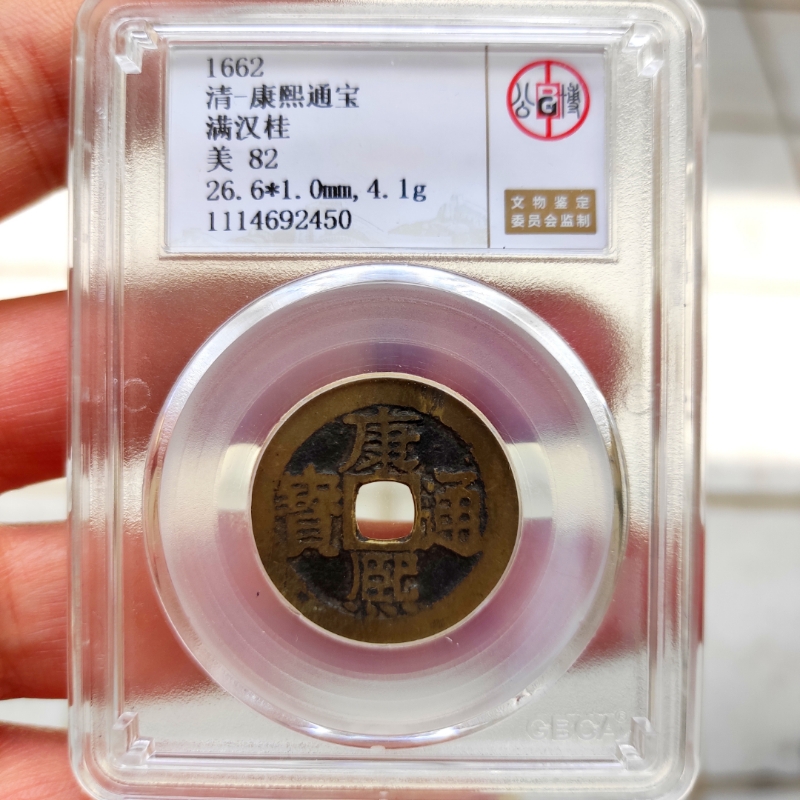 1662
清-康熙通宝
满汉桂
美 82
26.6*1.0mm,4.1g
1114692450
公 G 博
文物鉴定
委员会监制
康熙通寳
GBCA